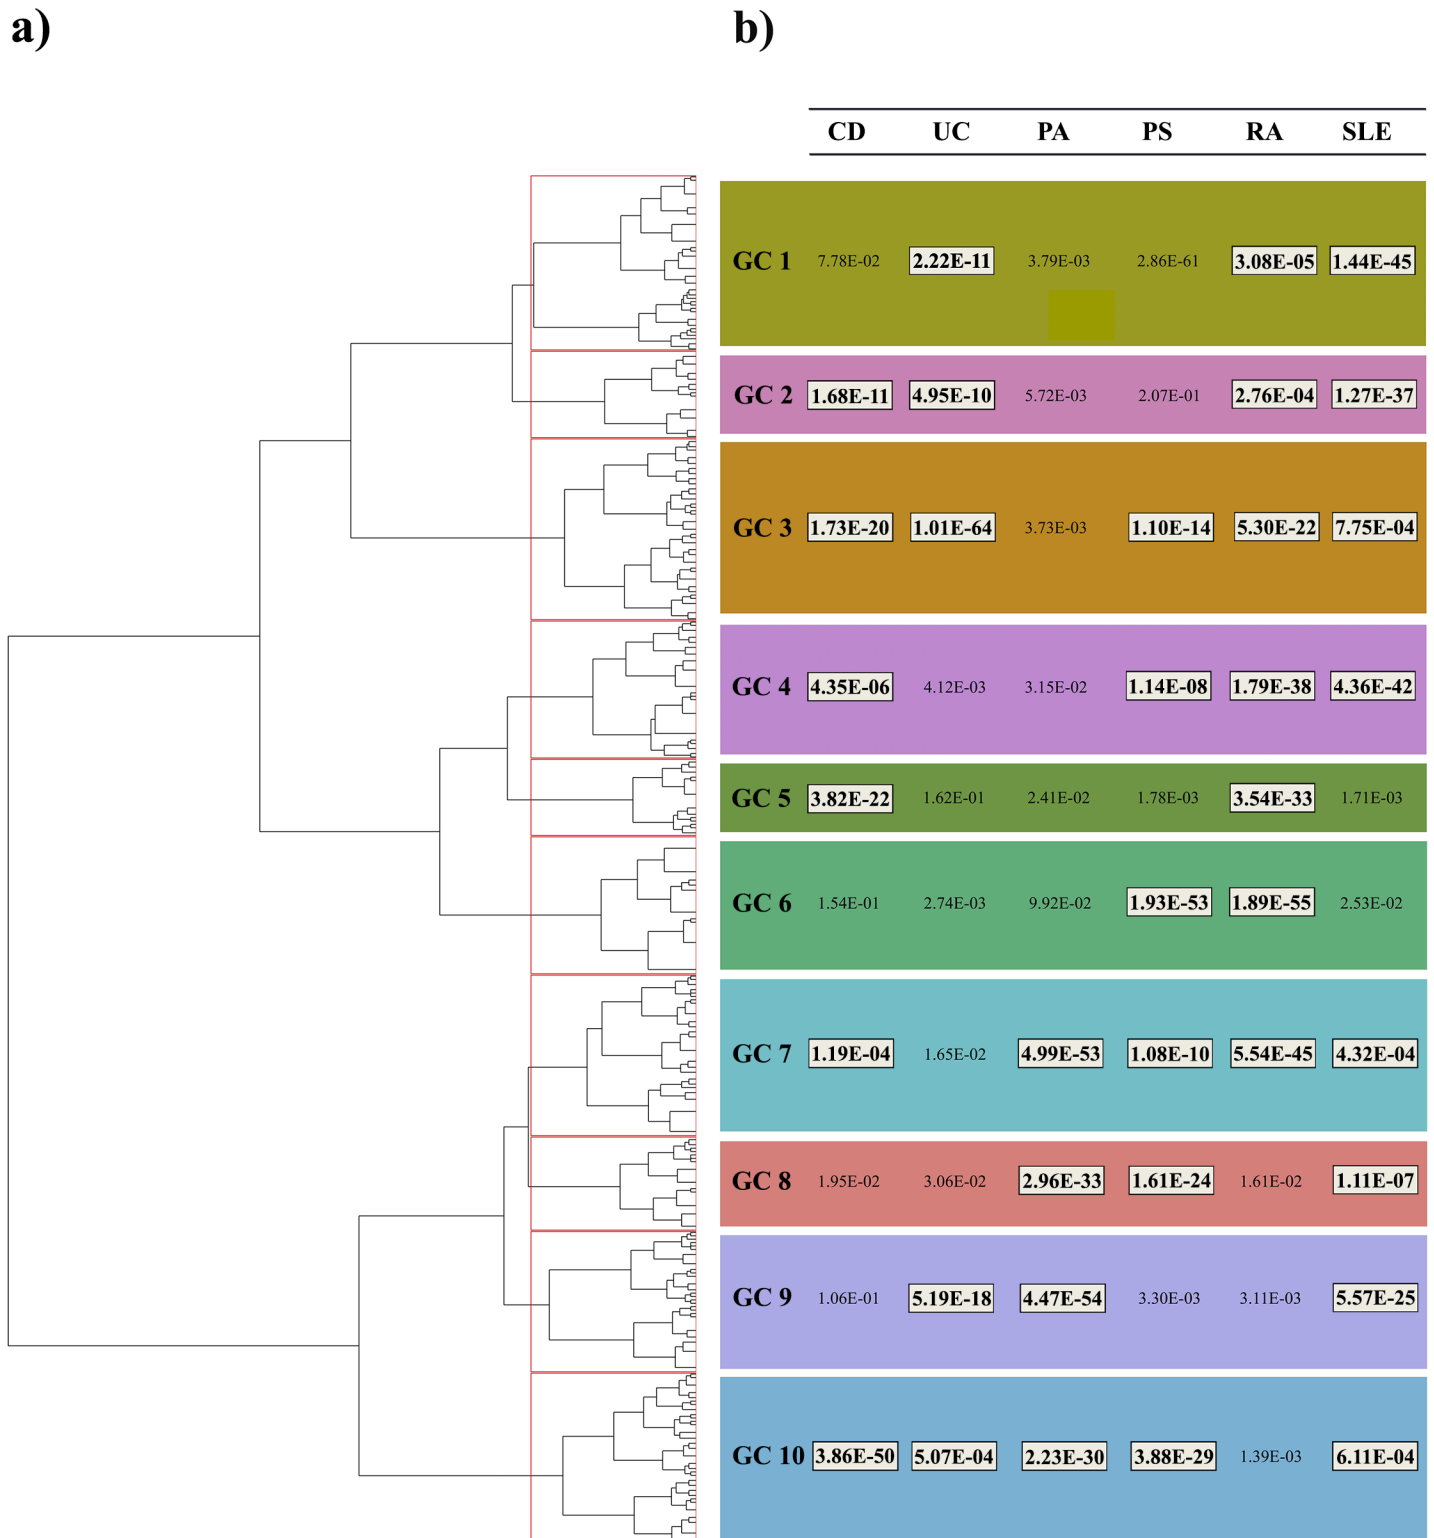 a) b)
CD UC PA PS RA SLE
GC 1 7.78E-02 2.22E-11 3.79E-03 2.86E-61 3.08E-05 1.44E-45
GC 2 1.68E-11 4.95E-10 5.72E-03 2.07E-01 2.76E-04 1.27E-37
GC 3 1.73E-20 1.01E-64 3.73E-03 1.10E-14 5.30E-22 7.75E-04
GC 4 4.35E-06 4.12E-03 3.15E-02 1.14E-08 1.79E-38 4.36E-42
GC 5 3.82E-22 1.62E-01 2.41E-02 1.78E-03 3.54E-33 1.71E-03
GC 6 1.54E-01 2.74E-03 9.92E-02 1.93E-53 1.89E-55 2.53E-02
GC 7 1.19E-04 1.65E-02 4.99E-53 1.08E-10 5.54E-45 4.32E-04
GC 8 1.95E-02 3.06E-02 2.96E-33 1.61E-24 1.61E-02 1.11E-07
GC 9 1.06E-01 5.19E-18 4.47E-54 3.30E-03 3.11E-03 5.57E-25
GC 10 3.86E-50 5.07E-04 2.23E-30 3.88E-29 1.39E-03 6.11E-04